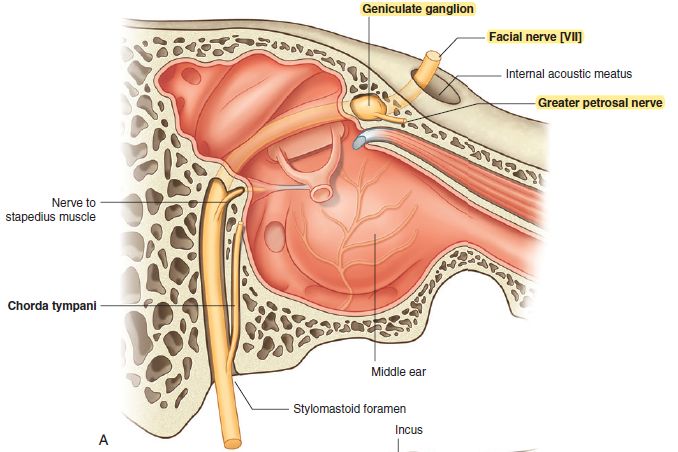 Geniculate ganglion
Facial nerve [VII]
Internal acoustic meatus
Greater petrosal nerve
Nerve to
stapedius muscle
Chorda tympani
Middle ear
Stylomastoid foramen
A
Incus